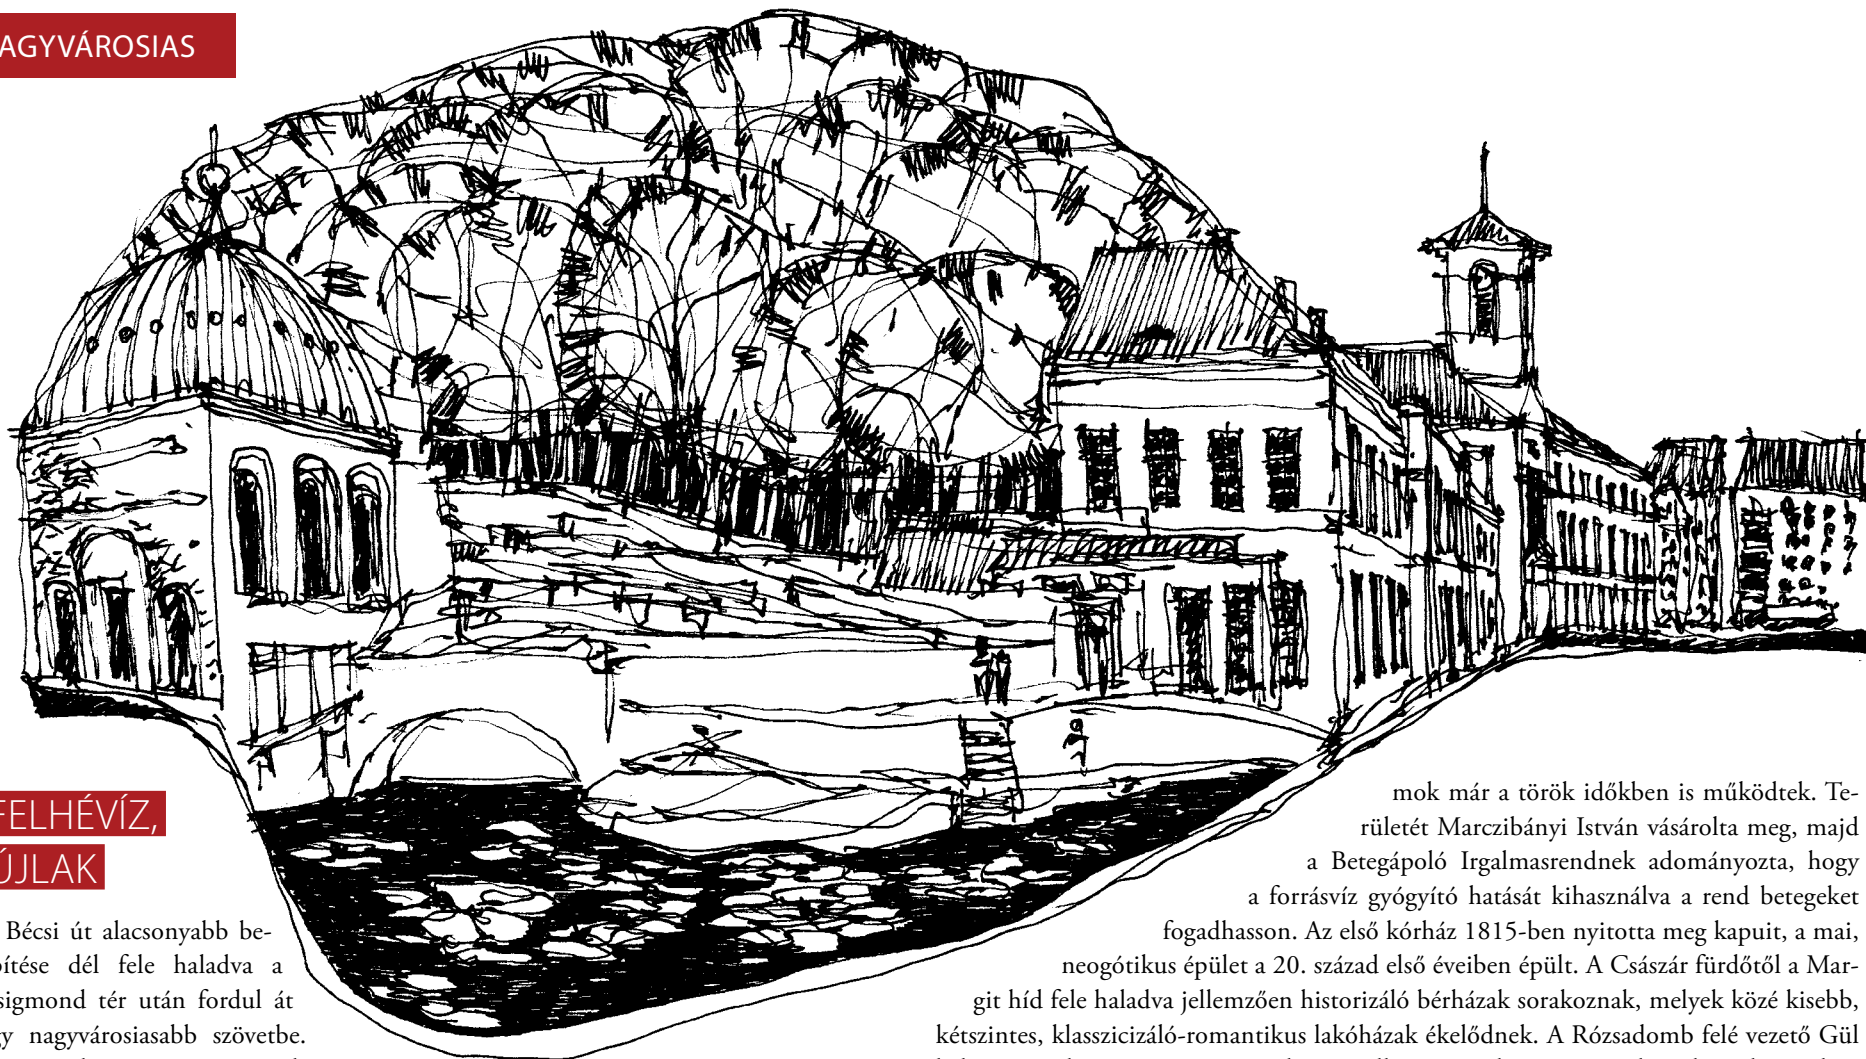 AGYVÁROSIAS
FELHÉVÍZ,
ÚJLAK
Bécsi út alacsonyabb be-
pítése dél fele haladva a
sigmond tér után fordul át
gy nagyvárosiasabb szövetbe.
mok már a török időkben is működtek. Te-
rületét Marczibányi István vásárolta meg, majd
a Betegápoló Irgalmasrendnek adományozta, hogy
a forrásvíz gyógyító hatását kihasználva a rend betegeket
fogadhasson. Az első kórház 1815-ben nyitotta meg kapuit, a mai,
neogótikus épület a 20. század első éveiben épült. A Császár fürdőtől a Mar-
git híd fele haladva jellemzően historizáló bérházak sorakoznak, melyek közé kisebb,
kétszintes, klasszicizáló-romantikus lakóházak ékelődnek. A Rózsadomb felé vezető Gül